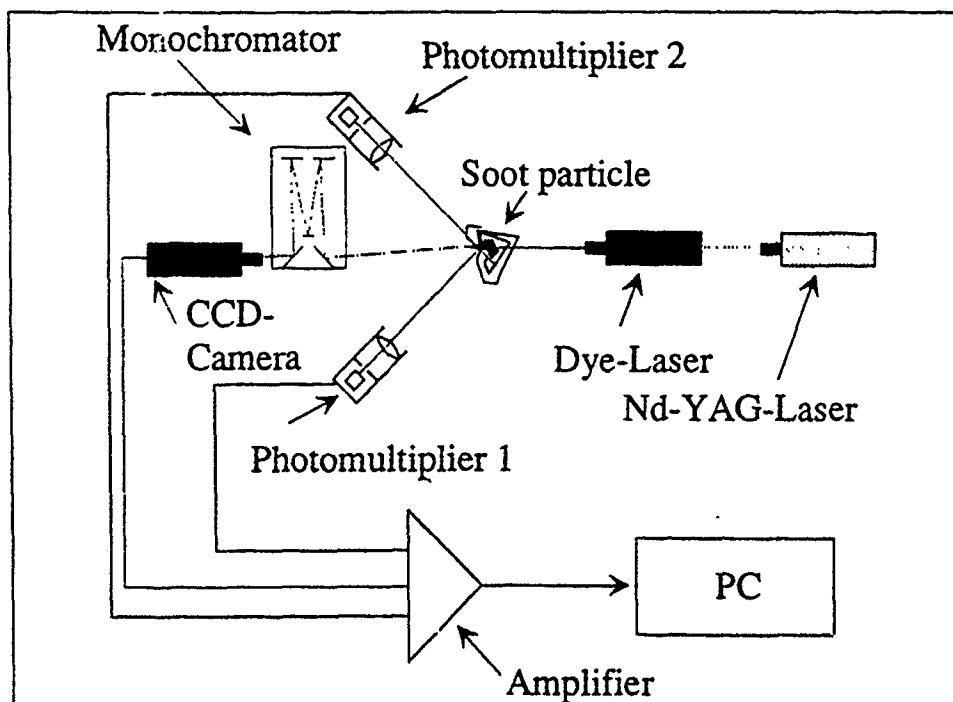 Monochromator
Photomultiplier 2
Soot particle
CCD-
Camera
Dye-Laser
Nd-YAG-Laser
Photomultiplier 1
PC
Amplifier